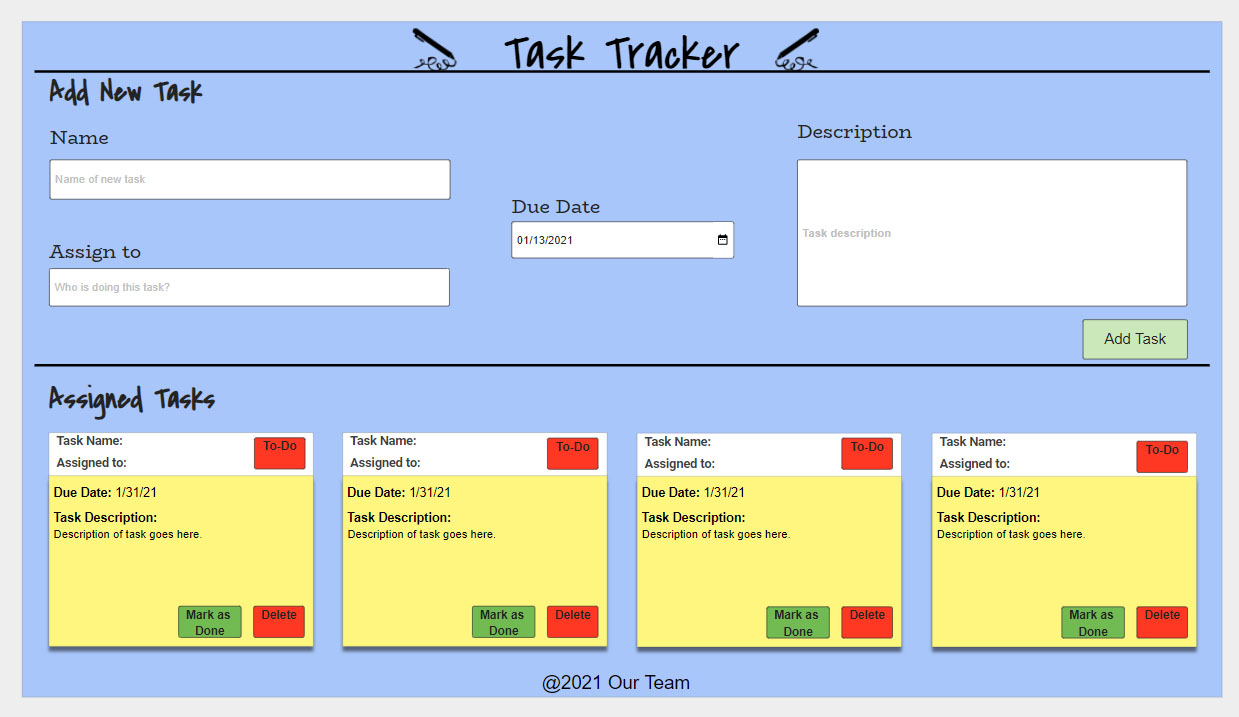 Task Tracker
Add New Task
Name
Name of new task
Assign to
Who is doing this task?
Due Date
01/13/2021
Description
Task description
Add Task
Assigned Tasks
Task Name:
Assigned to:
To-Do
Due Date: 1/31/21
Task Description:
Description of task goes here.
Mark as
Done
Delete
Task Name:
Assigned to:
To-Do
Due Date: 1/31/21
Task Description:
Description of task goes here.
Mark as
Done
Delete
Task Name:
Assigned to:
To-Do
Due Date: 1/31/21
Task Description:
Description of task goes here.
Mark as
Done
Delete
Task Name:
Assigned to:
To-Do
Due Date: 1/31/21
Task Description:
Description of task goes here.
Mark as
Done
Delete
@2021 Our Team